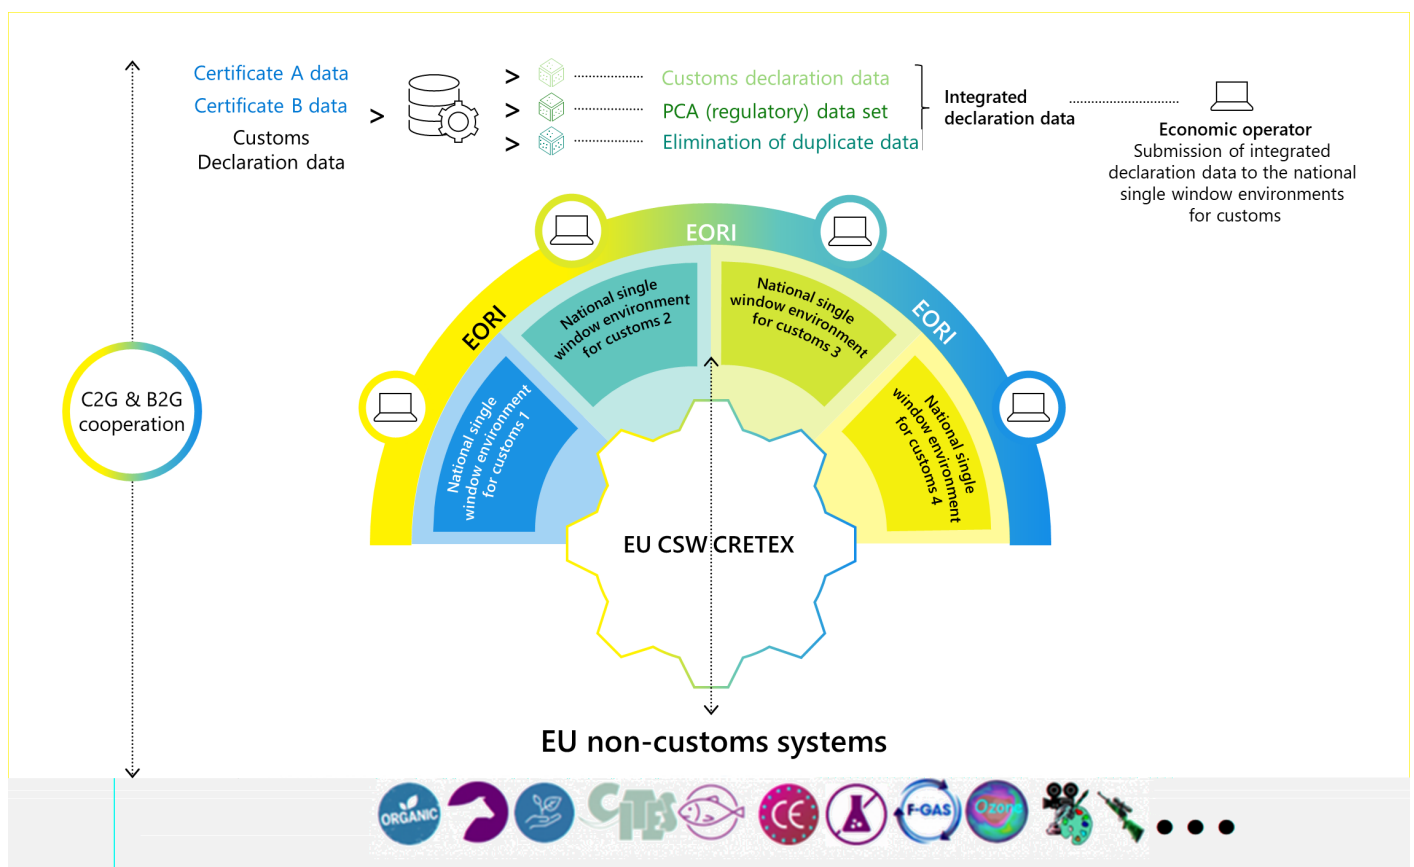 Certificate A data
Certificate B data
Customs
Declaration data
>
>
>
>
Customs declaration data
PCA (regulatory) data set
Elimination of duplicate data
Integrated
declaration data
Economic operator
Submission of integrated
declaration data to the national
single window environments
for customs
C2G & B2G
cooperation
EORI
EORI
EORI
National single
window environment
for customs 1
National single
window environment
for customs 2
National single
window environment
for customs 3
National single
window environment
for customs 4
EU CSW CRETEX
EU non-customs systems
ORGANIC
CITES
CE
F-GAS
Ozone